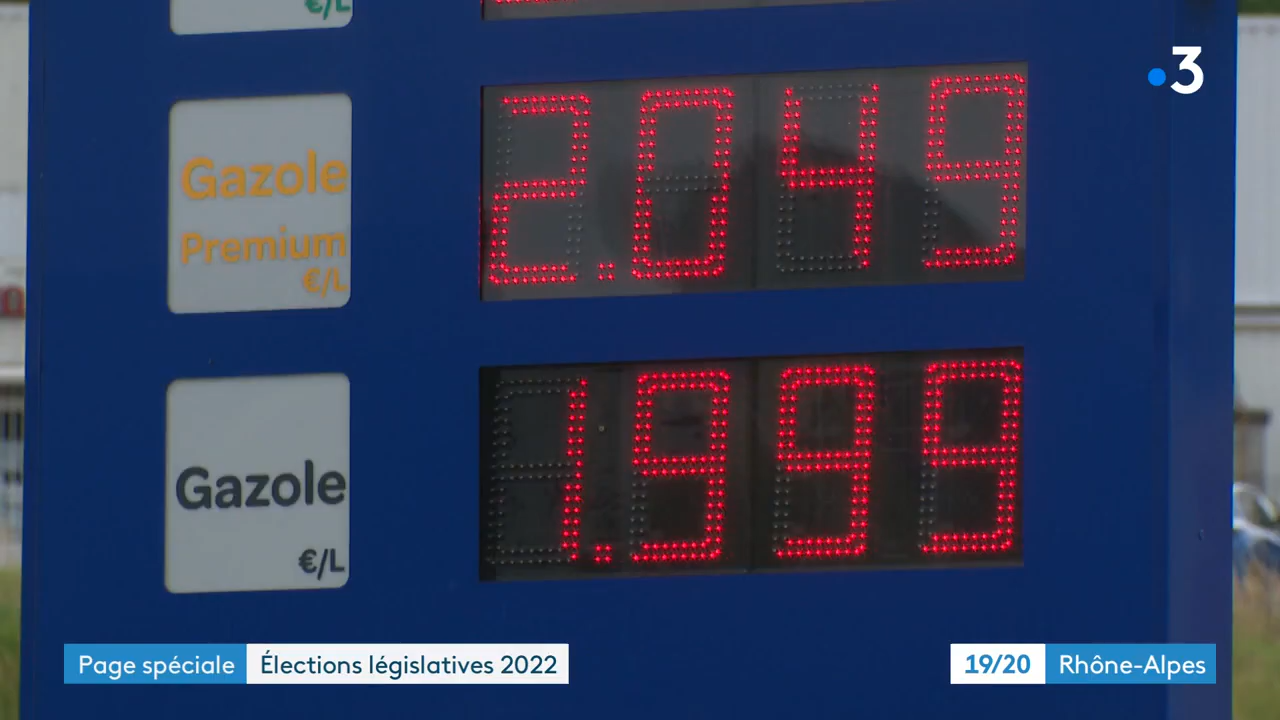 €/L
Gazole
Premium
€/L
2.049
Gazole
€/L
1.999
3
Page spéciale
Élections législatives 2022
19/20
Rhône-Alpes